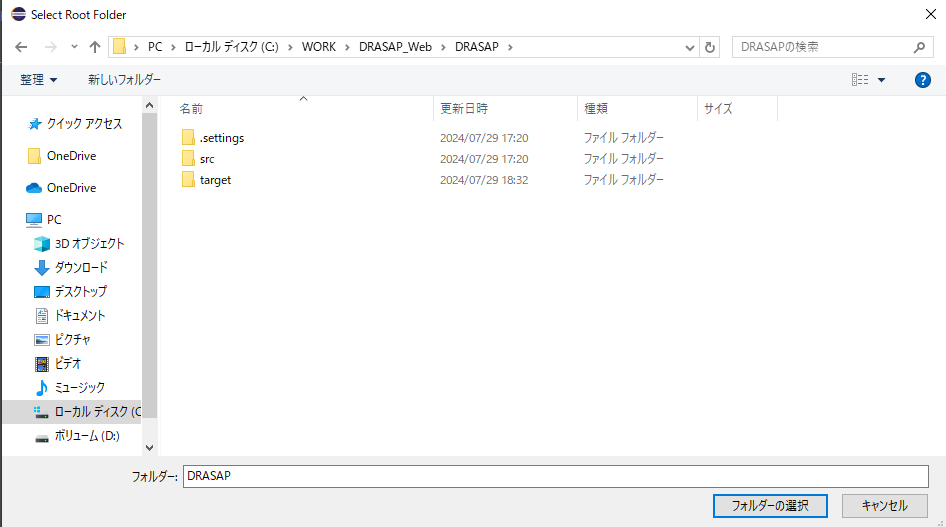 Select Root Folder
PC › ローカル ディスク (C:) › WORK › DRASAP_Web › DRASAP ›
DRASAPの検索
整理
新しいフォルダー
名前 更新日時 種類 サイズ
クイック アクセス
OneDrive
OneDrive
PC
3D オブジェクト
ダウンロード
デスクトップ
ドキュメント
ピクチャ
ビデオ
ミュージック
ローカル ディスク (C
ボリューム (D:)
.settings 2024/07/29 17:20 ファイル フォルダー
src 2024/07/29 17:20 ファイル フォルダー
target 2024/07/29 18:32 ファイル フォルダー
フォルダー: DRASAP
フォルダーの選択
キャンセル